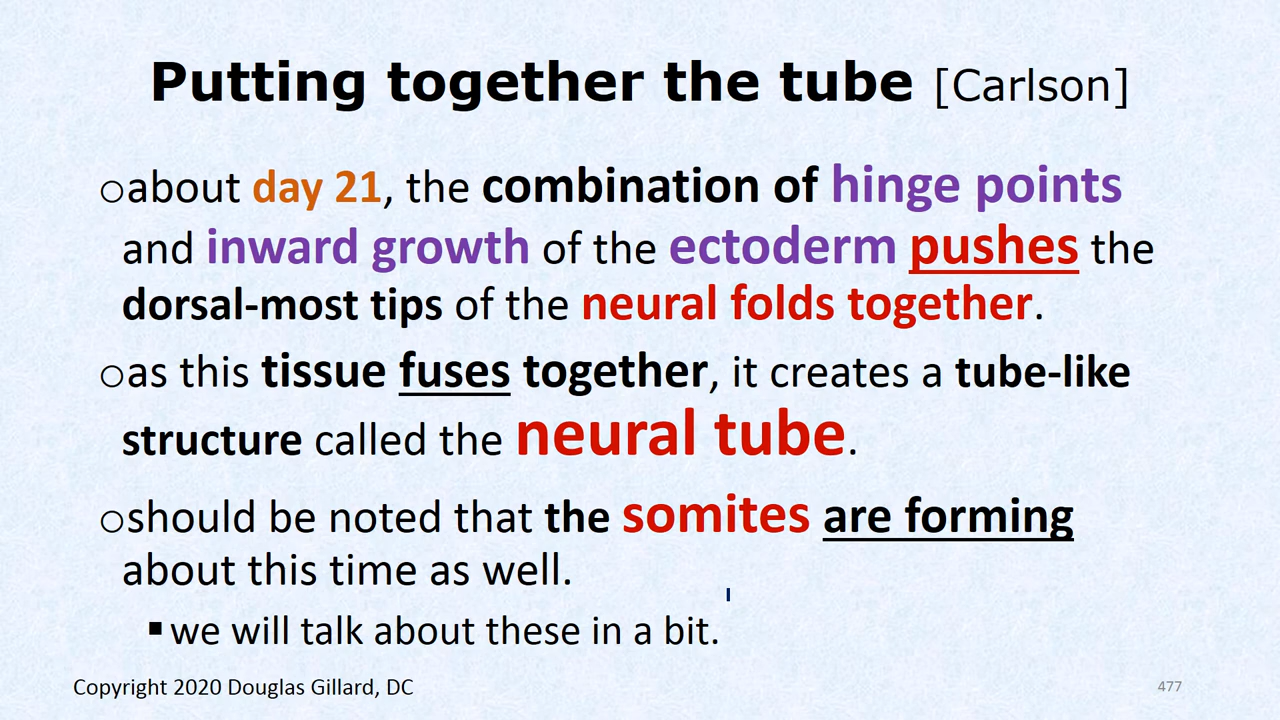 Putting together the tube [Carlson]
○about day 21, the combination of hinge points
and inward growth of the ectoderm pushes the
dorsal-most tips of the neural folds together.
○as this tissue fuses together, it creates a tube-like
structure called the neural tube.
○should be noted that the somites are forming
about this time as well.
▪we will talk about these in a bit.
Copyright 2020 Douglas Gillard, DC
477